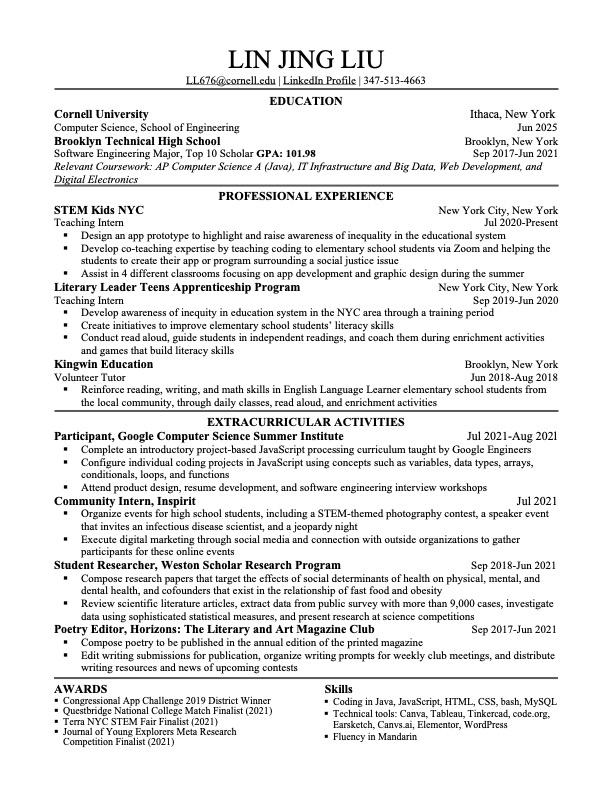 LIN JING LIU
LL676@cornell.edu | LinkedIn Profile | 347-513-4663
EDUCATION
Cornell University Ithaca, New York
Computer Science, School of Engineering Jun 2025
Brooklyn Technical High School Brooklyn, New York
Software Engineering Major, Top 10 Scholar GPA: 101.98 Sep 2017-Jun 2021
Relevant Coursework: AP Computer Science A (Java), IT Infrastructure and Big Data, Web Development, and
Digital Electronics
PROFESSIONAL EXPERIENCE
STEM Kids NYC New York City, New York
Teaching Intern Jul 2020-Present
▪ Design an app prototype to highlight and raise awareness of inequality in the educational system
▪ Develop co-teaching expertise by teaching coding to elementary school students via Zoom and helping the
students to create their app or program surrounding a social justice issue
▪ Assist in 4 different classrooms focusing on app development and graphic design during the summer
Literary Leader Teens Apprenticeship Program New York City, New York
Teaching Intern Sep 2019-Jun 2020
▪ Develop awareness of inequity in education system in the NYC area through a training period
▪ Create initiatives to improve elementary school students' literacy skills
▪ Conduct read aloud, guide students in independent readings, and coach them during enrichment activities
and games that build literacy skills
Kingwin Education Brooklyn, New York
Volunteer Tutor Jun 2018-Aug 2018
▪ Reinforce reading, writing, and math skills in English Language Learner elementary school students from
the local community, through daily classes, read aloud, and enrichment activities
EXTRACURRICULAR ACTIVITIES
Participant, Google Computer Science Summer Institute Jul 2021-Aug 2021
▪ Complete an introductory project-based JavaScript processing curriculum taught by Google Engineers
▪ Configure individual coding projects in JavaScript using concepts such as variables, data types, arrays,
conditionals, loops, and functions
▪ Attend product design, resume development, and software engineering interview workshops
Community Intern, Inspirit Jul 2021
▪ Organize events for high school students, including a STEM-themed photography contest, a speaker event
that invites an infectious disease scientist, and a jeopardy night
▪ Execute digital marketing through social media and connection with outside organizations to gather
participants for these online events
Student Researcher, Weston Scholar Research Program Sep 2018-Jun 2021
▪ Compose research papers that target the effects of social determinants of health on physical, mental, and
dental health, and cofounders that exist in the relationship of fast food and obesity
▪ Review scientific literature articles, extract data from public survey with more than 9,000 cases, investigate
data using sophisticated statistical measures, and present research at science competitions
Poetry Editor, Horizons: The Literary and Art Magazine Club Sep 2017-Jun 2021
▪ Compose poetry to be published in the annual edition of the printed magazine
▪ Edit writing submissions for publication, organize writing prompts for weekly club meetings, and distribute
writing resources and news of upcoming contests
AWARDS
▪ Congressional App Challenge 2019 District Winner
▪ Questbridge National College Match Finalist (2021)
▪ Terra NYC STEM Fair Finalist (2021)
▪ Journal of Young Explorers Meta Research
Competition Finalist (2021)
Skills
▪ Coding in Java, JavaScript, HTML, CSS, bash, MySQL
▪ Technical tools: Canva, Tableau, Tinkercad, code.org,
Earsketch, Canvs.ai, Elementor, WordPress
▪ Fluency in Mandarin